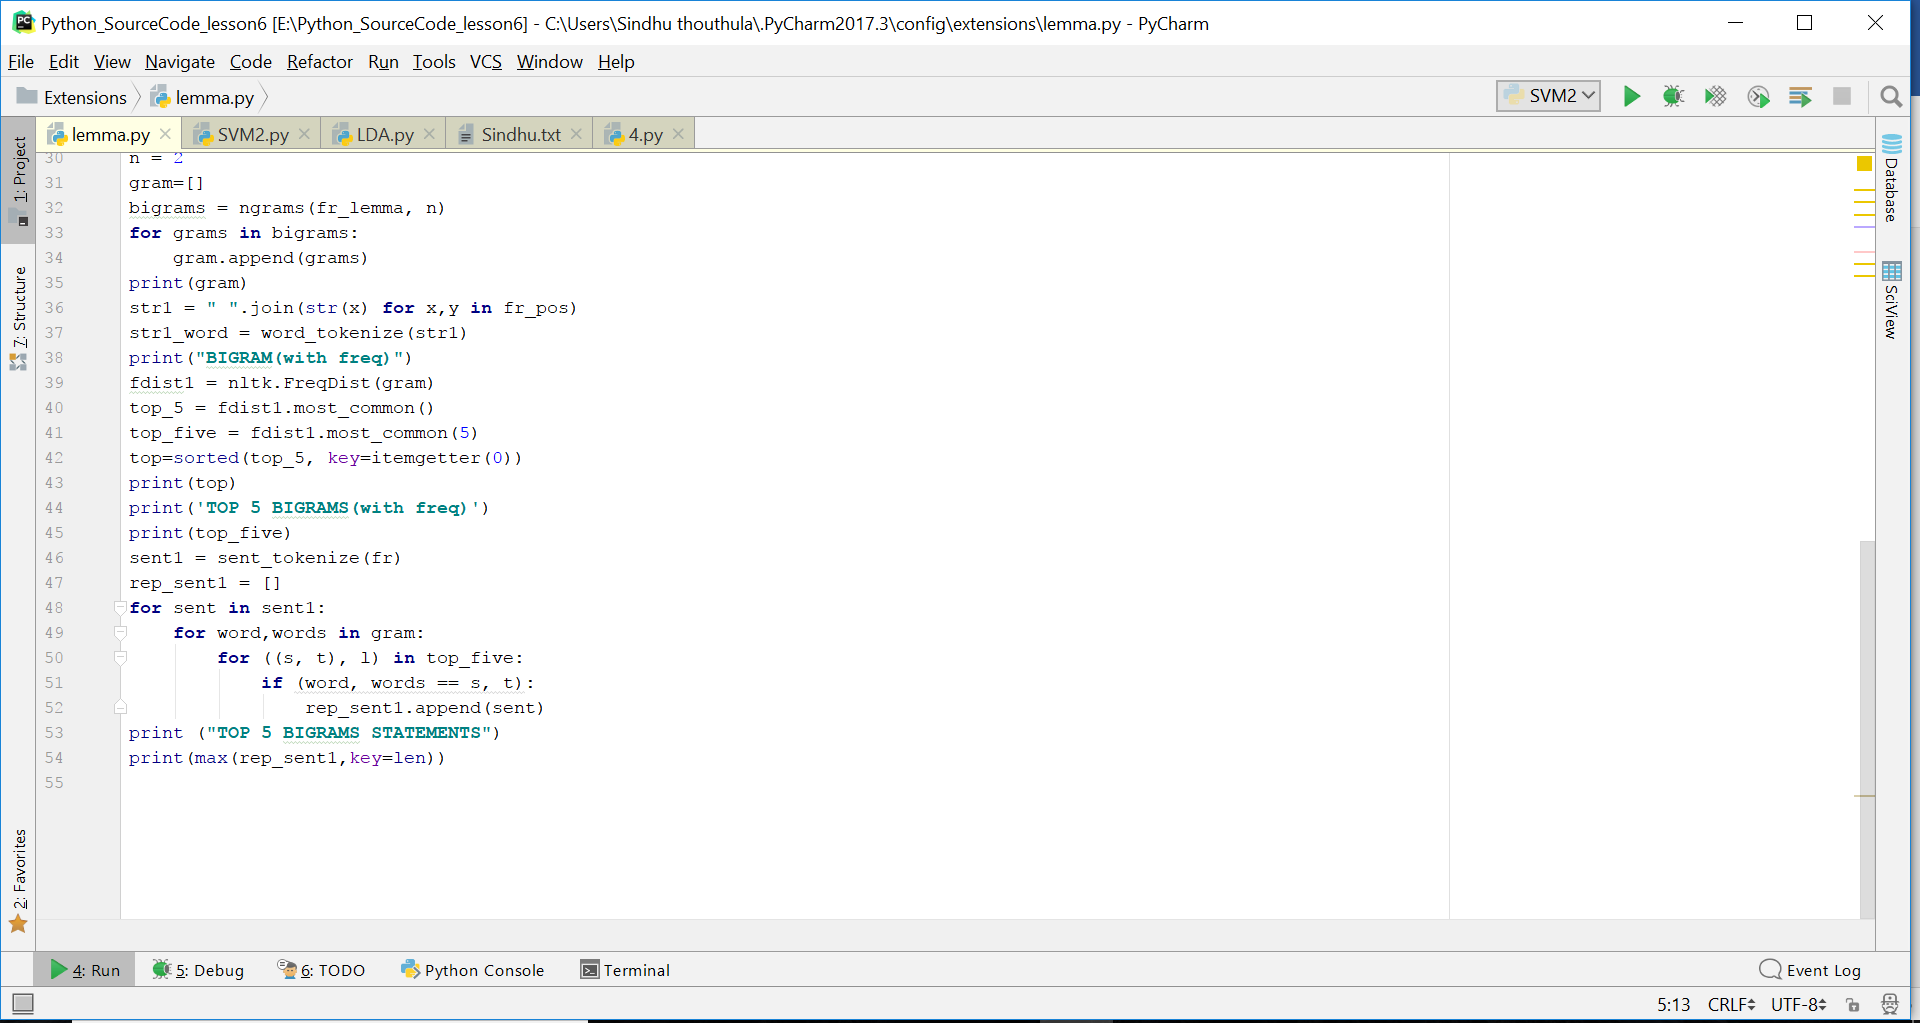 Python_SourceCode_lesson6 [E:\Python_SourceCode_lesson6] - C:\Users\Sindhu thouthula\.PyCharm2017.3\config\extensions\lemma.py - PyCharm
File Edit View Navigate Code Refactor Run Tools VCS Window Help
Extensions lemma.py SVM2
lemma.py SVM2.py LDA.py Sindhu.txt 4.py
1: Project
7: Structure
2: Favorites
Database
SciView
30 n = 2
31 gram=[]
32 bigrams = ngrams(fr_lemma, n)
33 for grams in bigrams:
34     gram.append(grams)
35 print(gram)
36 str1 = " ".join(str(x) for x,y in fr_pos)
37 str1_word = word_tokenize(str1)
38 print("BIGRAM(with freq)")
39 fdist1 = nltk.FreqDist(gram)
40 top_5 = fdist1.most_common()
41 top_five = fdist1.most_common(5)
42 top=sorted(top_5, key=itemgetter(0))
43 print(top)
44 print('TOP 5 BIGRAMS(with freq)')
45 print(top_five)
46 sent1 = sent_tokenize(fr)
47 rep_sent1 = []
48 for sent in sent1:
49     for word,words in gram:
50         for ((s, t), l) in top_five:
51             if (word, words == s, t):
52                 rep_sent1.append(sent)
53 print ("TOP 5 BIGRAMS STATEMENTS")
54 print(max(rep_sent1,key=len))
55
4: Run 5: Debug 6: TODO Python Console Terminal Event Log
5:13 CRLF UTF-8